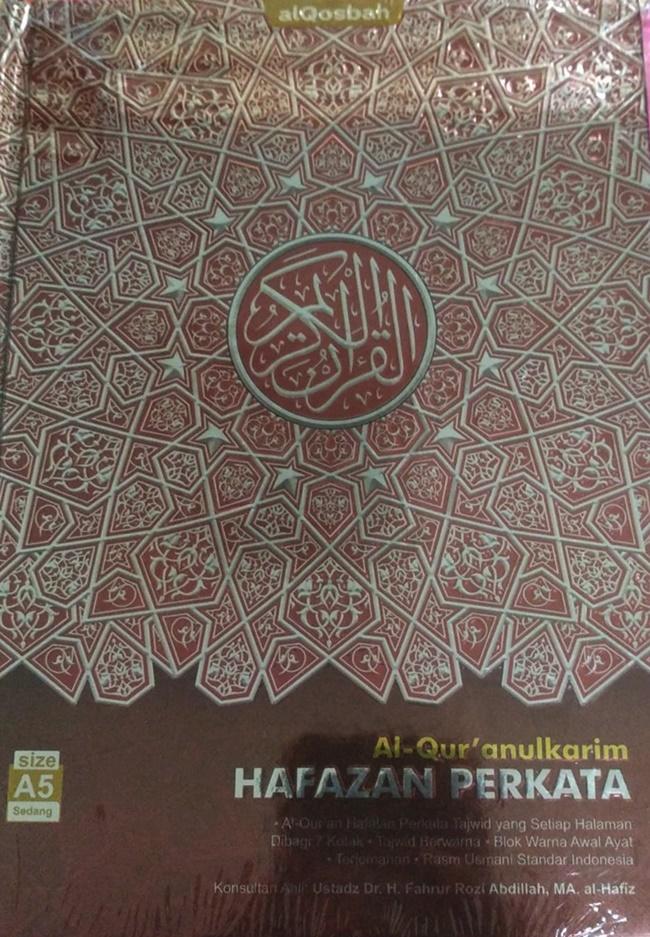 alQosbah
القرآن الكريم
Al-Qur'anulkarim
HAFAZAN PERKATA
size
A5
Sedang
• Al-Qur'an Hafalan Perkata Tajwid yang Setiap Halaman
Dibagi 7 Kotak • Tajwid Berwarna • Blok Warna Awal Ayat
• Terjemahan • Rasm Usmani Standar Indonesia
Konsultan Ahli: Ustadz Dr. H. Fahrur Rozi Abdillah, MA. al-Hafiz